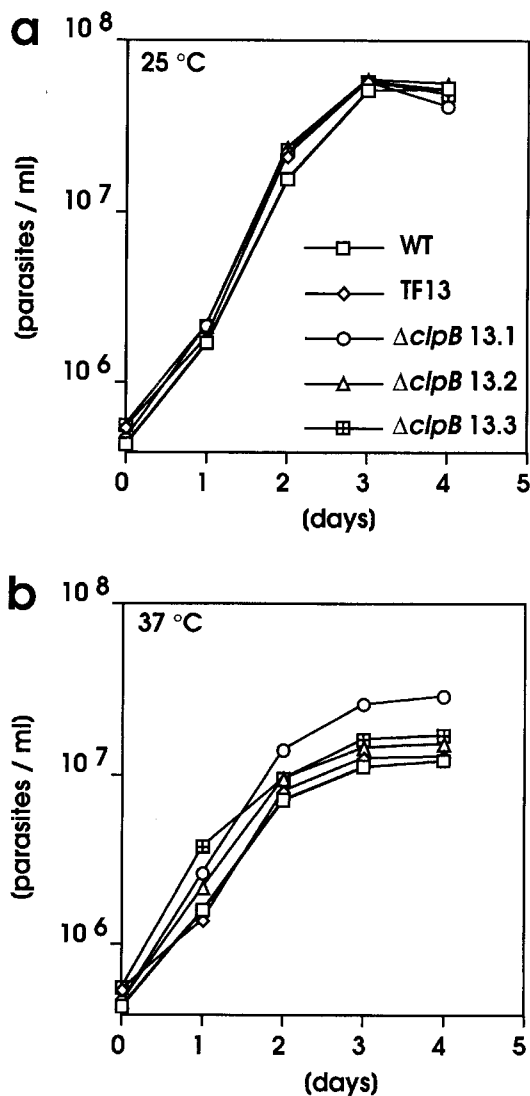 a
25 °C
10 8
10 7
10 6
(parasites / ml)
WT
TF13
ΔclpB 13.1
ΔclpB 13.2
ΔclpB 13.3
0 1 2 3 4 5
(days)
b
37 °C
10 8
10 7
10 6
(parasites / ml)
0 1 2 3 4 5
(days)